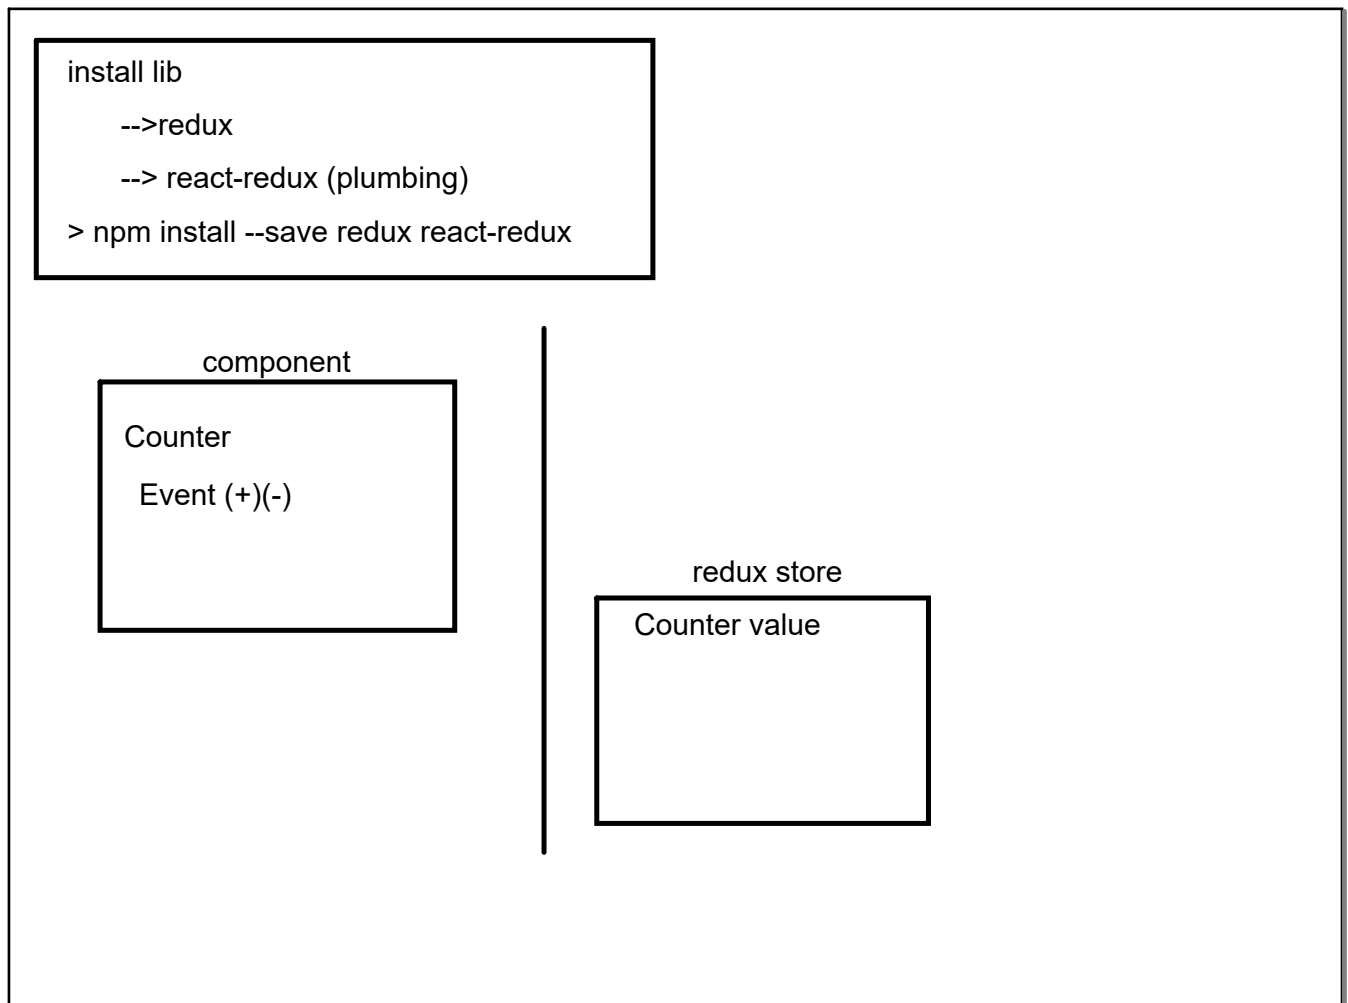 install lib
-->redux
--> react-redux (plumbing)
> npm install --save redux react-redux
component
Counter
Event (+)(-)
redux store
Counter value